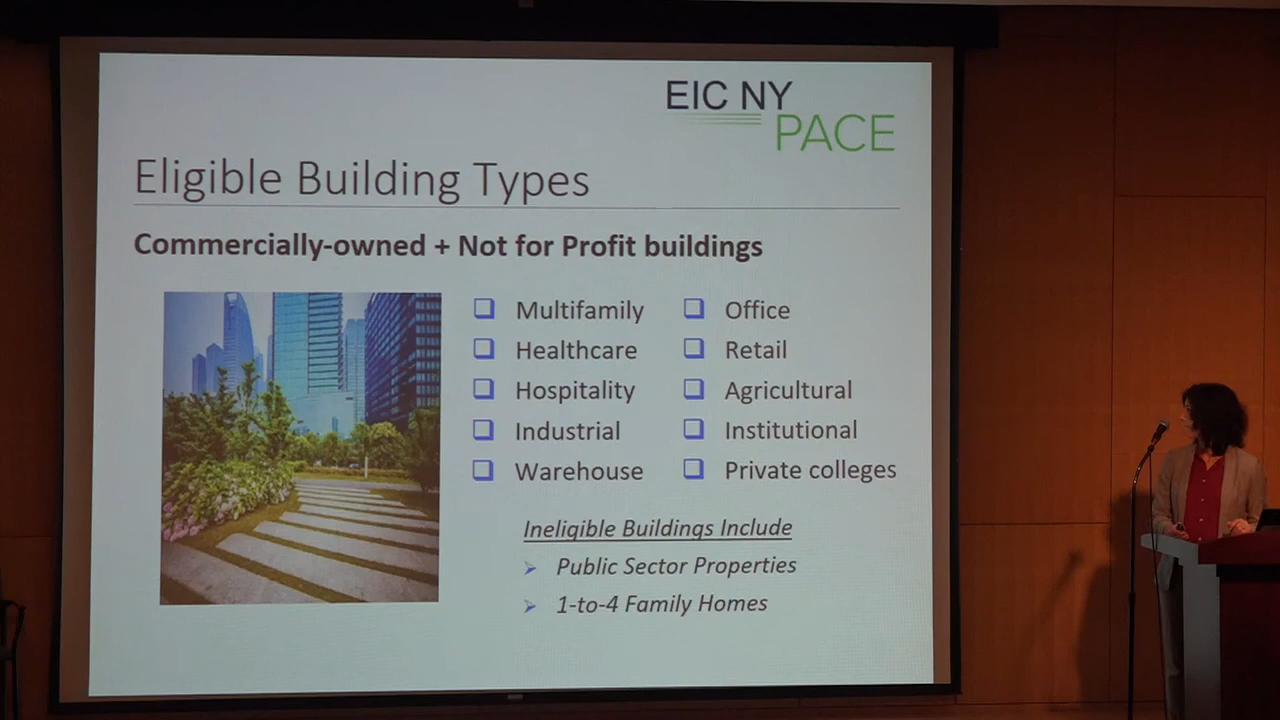 EIC NY
PACE
Eligible Building Types
Commercially-owned + Not for Profit buildings
Multifamily
Healthcare
Hospitality
Industrial
Warehouse
Office
Retail
Agricultural
Institutional
Private colleges
Ineligible Buildings Include
Public Sector Properties
1-to-4 Family Homes